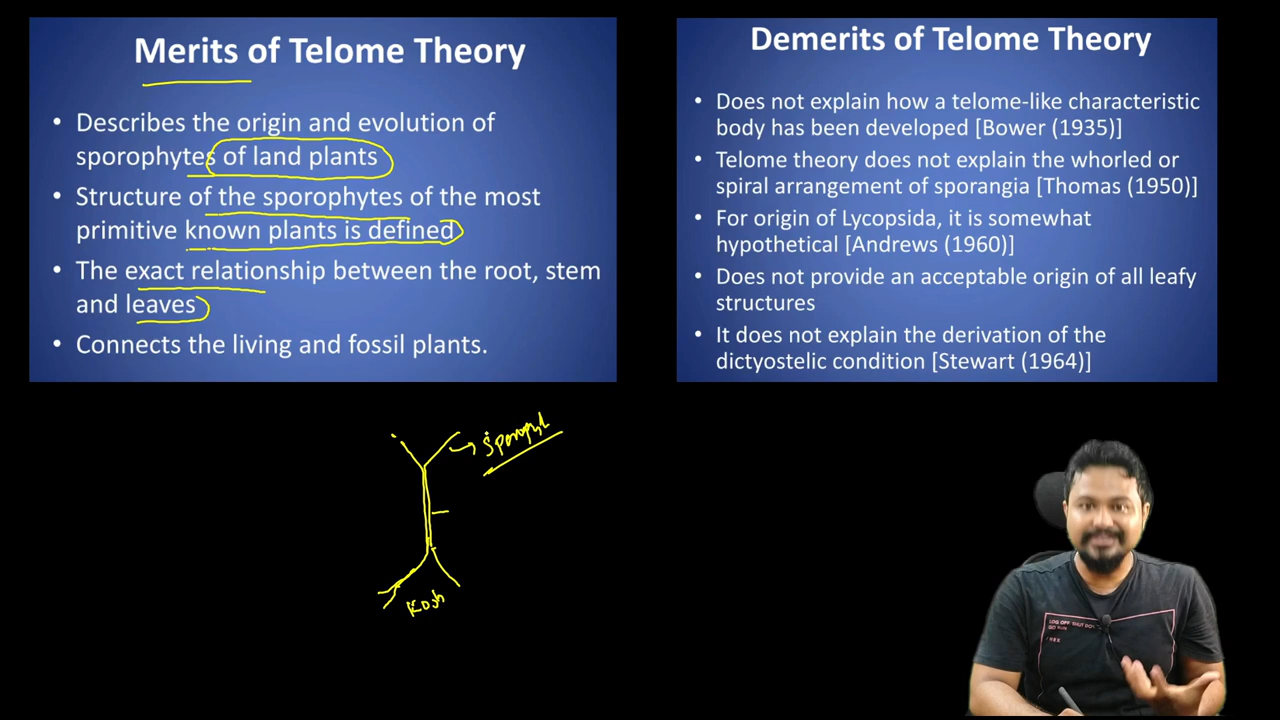 Merits of Telome Theory
• Describes the origin and evolution of
sporophytes of land plants
• Structure of the sporophytes of the most
primitive known plants is defined
• The exact relationship between the root, stem
and leaves
• Connects the living and fossil plants.
Demerits of Telome Theory
• Does not explain how a telome-like characteristic
body has been developed [Bower (1935)]
• Telome theory does not explain the whorled or
spiral arrangement of sporangia [Thomas (1950)]
• For origin of Lycopsida, it is somewhat
hypothetical [Andrews (1960)]
• Does not provide an acceptable origin of all leafy
structures
• It does not explain the derivation of the
dictyostelic condition [Stewart (1964)]
LOG OFF SHUT DO